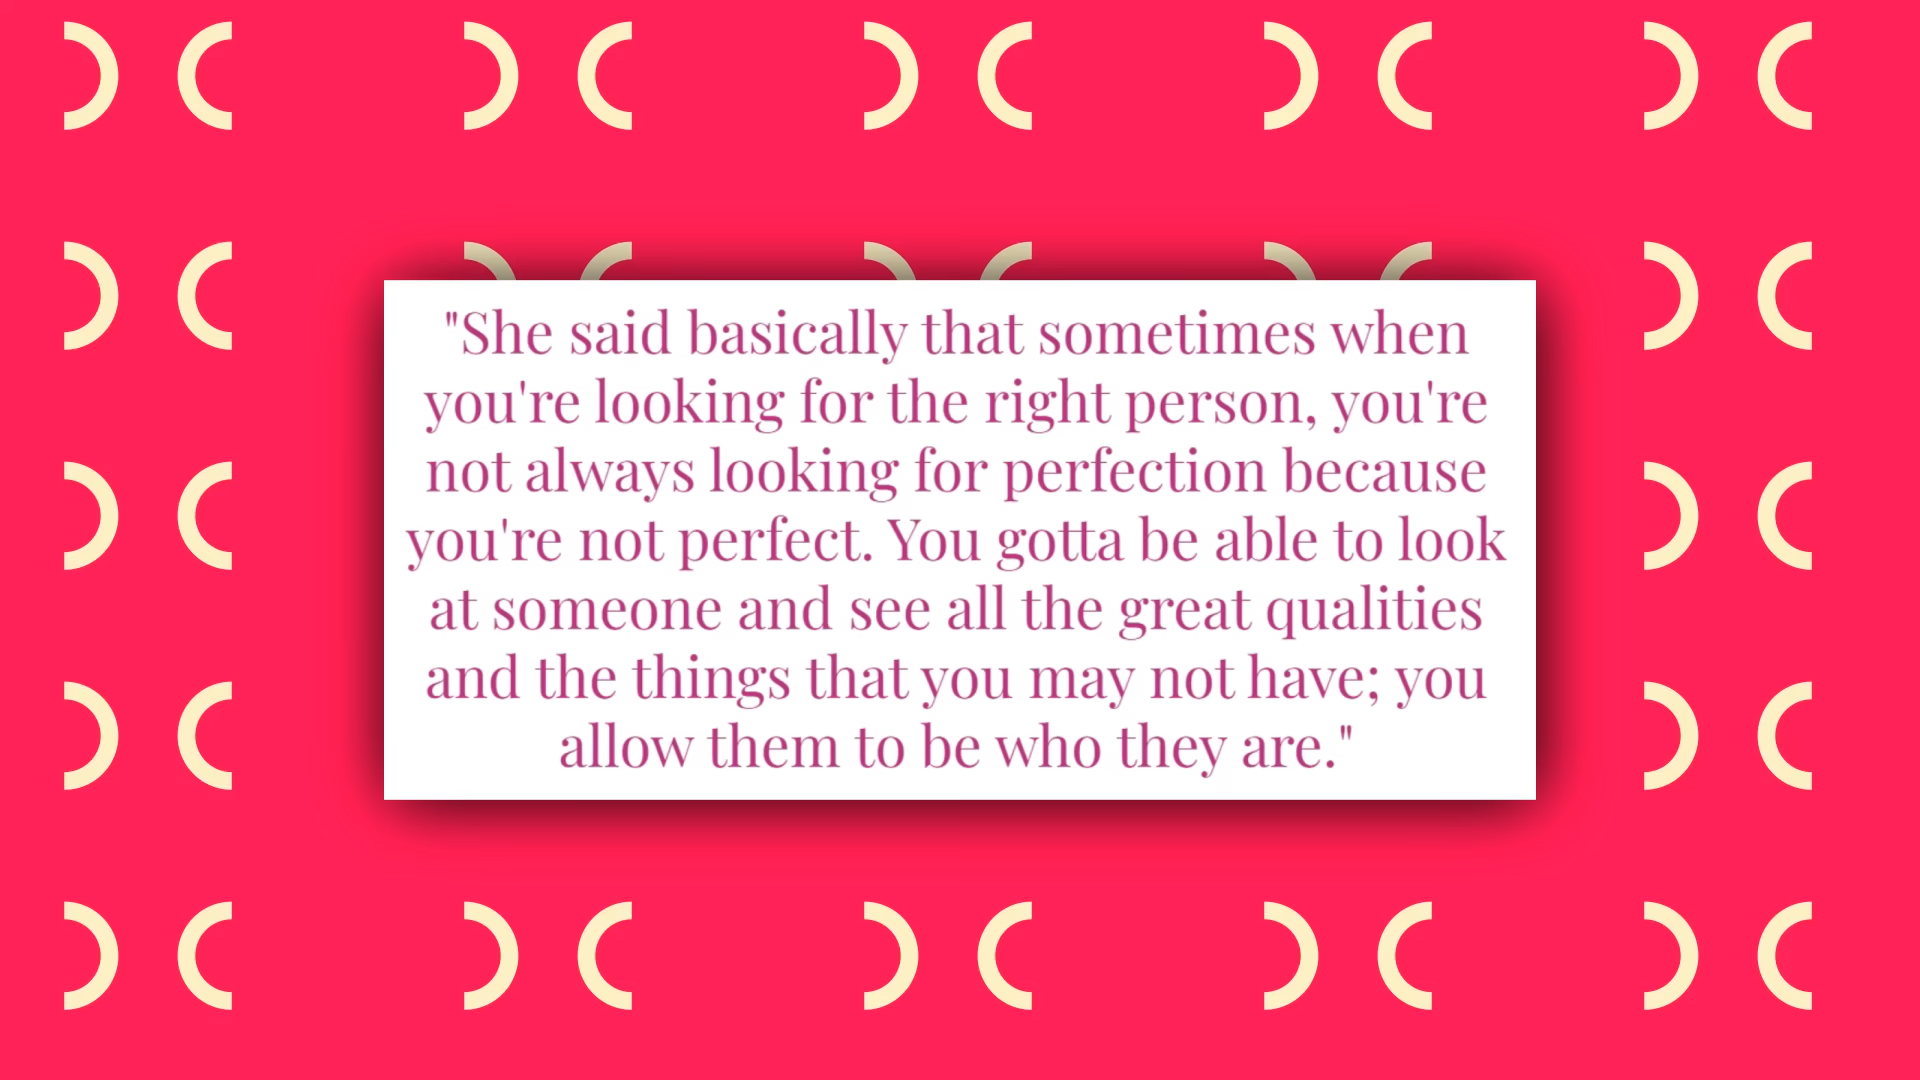 "She said basically that sometimes when
you're looking for the right person, you're
not always looking for perfection because
you're not perfect. You gotta be able to look
at someone and see all the great qualities
and the things that you may not have; you
allow them to be who they are."